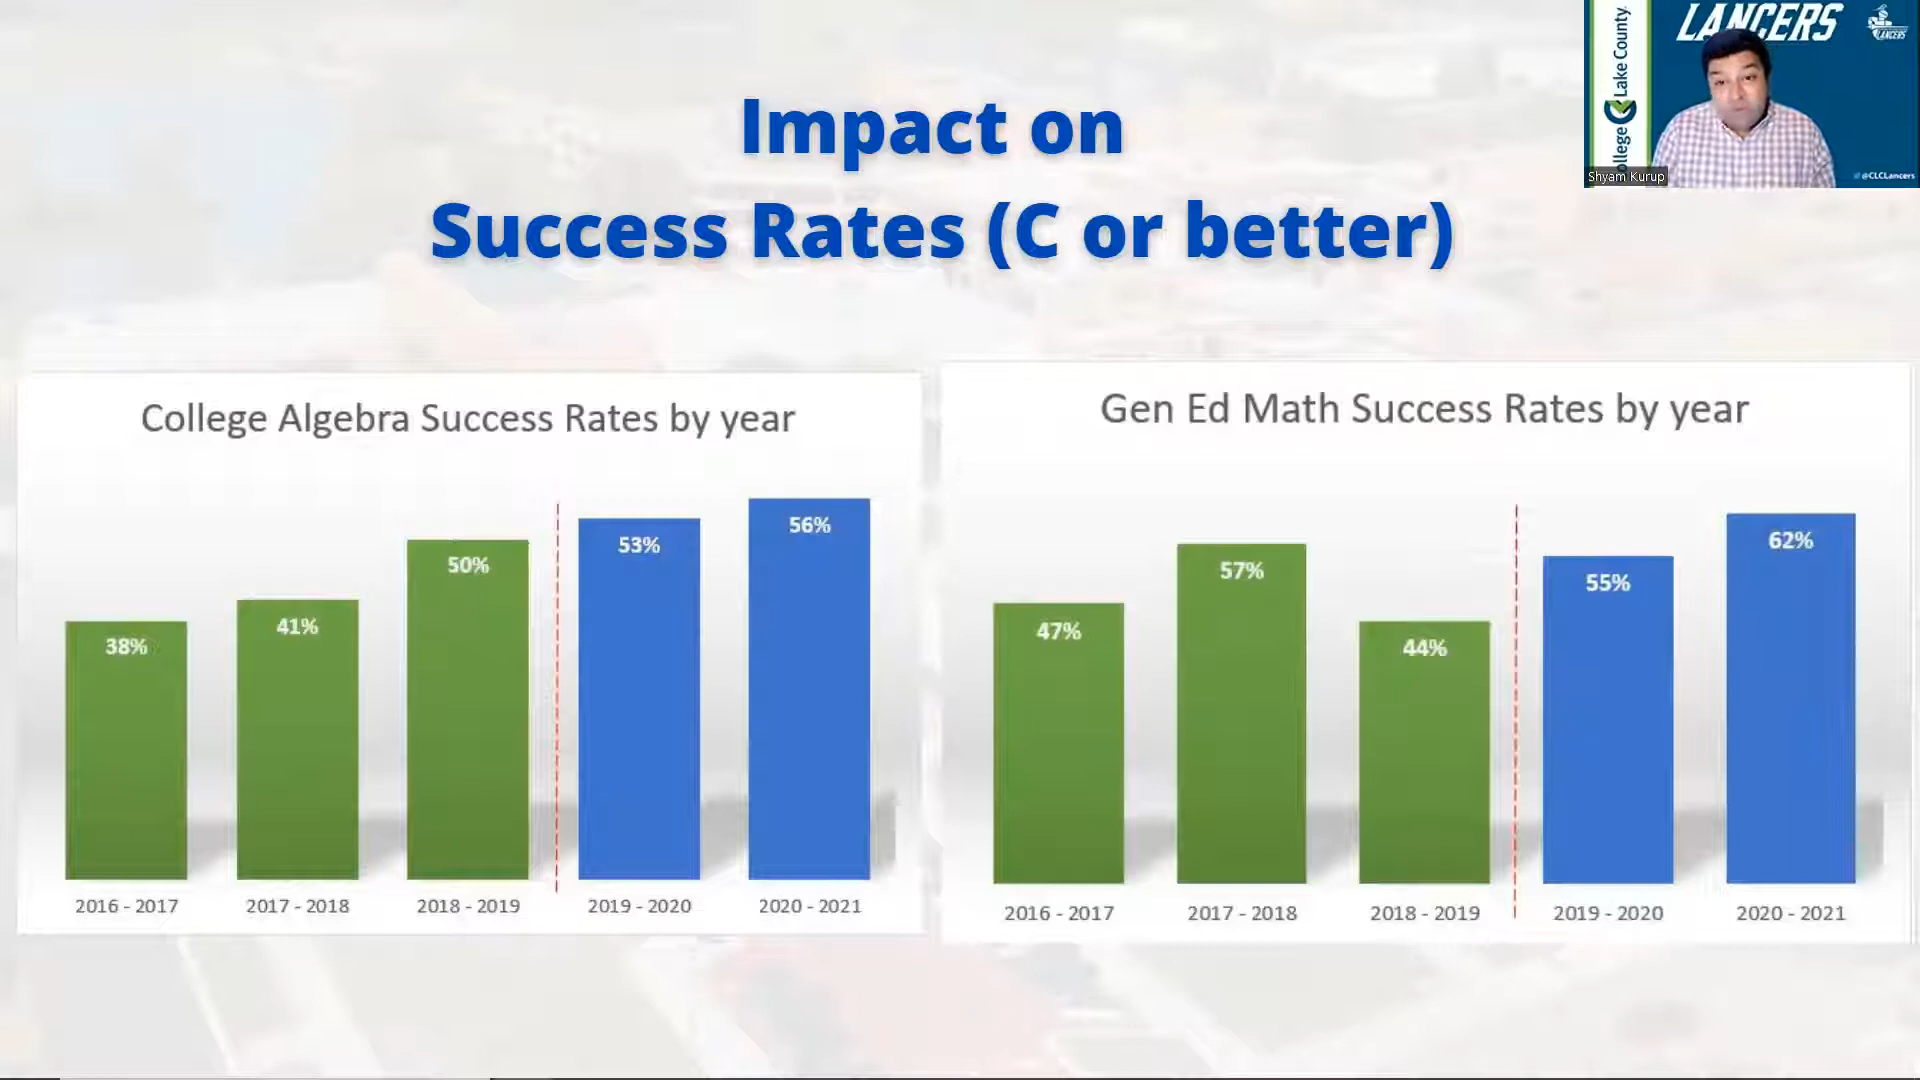 LANCERS
College Lake County
LANCERS
@CLCLancers
Shyam Kurup
Impact on
Success Rates (C or better)
College Algebra Success Rates by year
38%
41%
50%
53%
56%
2016 - 2017
2017 - 2018
2018 - 2019
2019 - 2020
2020 - 2021
Gen Ed Math Success Rates by year
47%
57%
44%
55%
62%
2016 - 2017
2017 - 2018
2018 - 2019
2019 - 2020
2020 - 2021